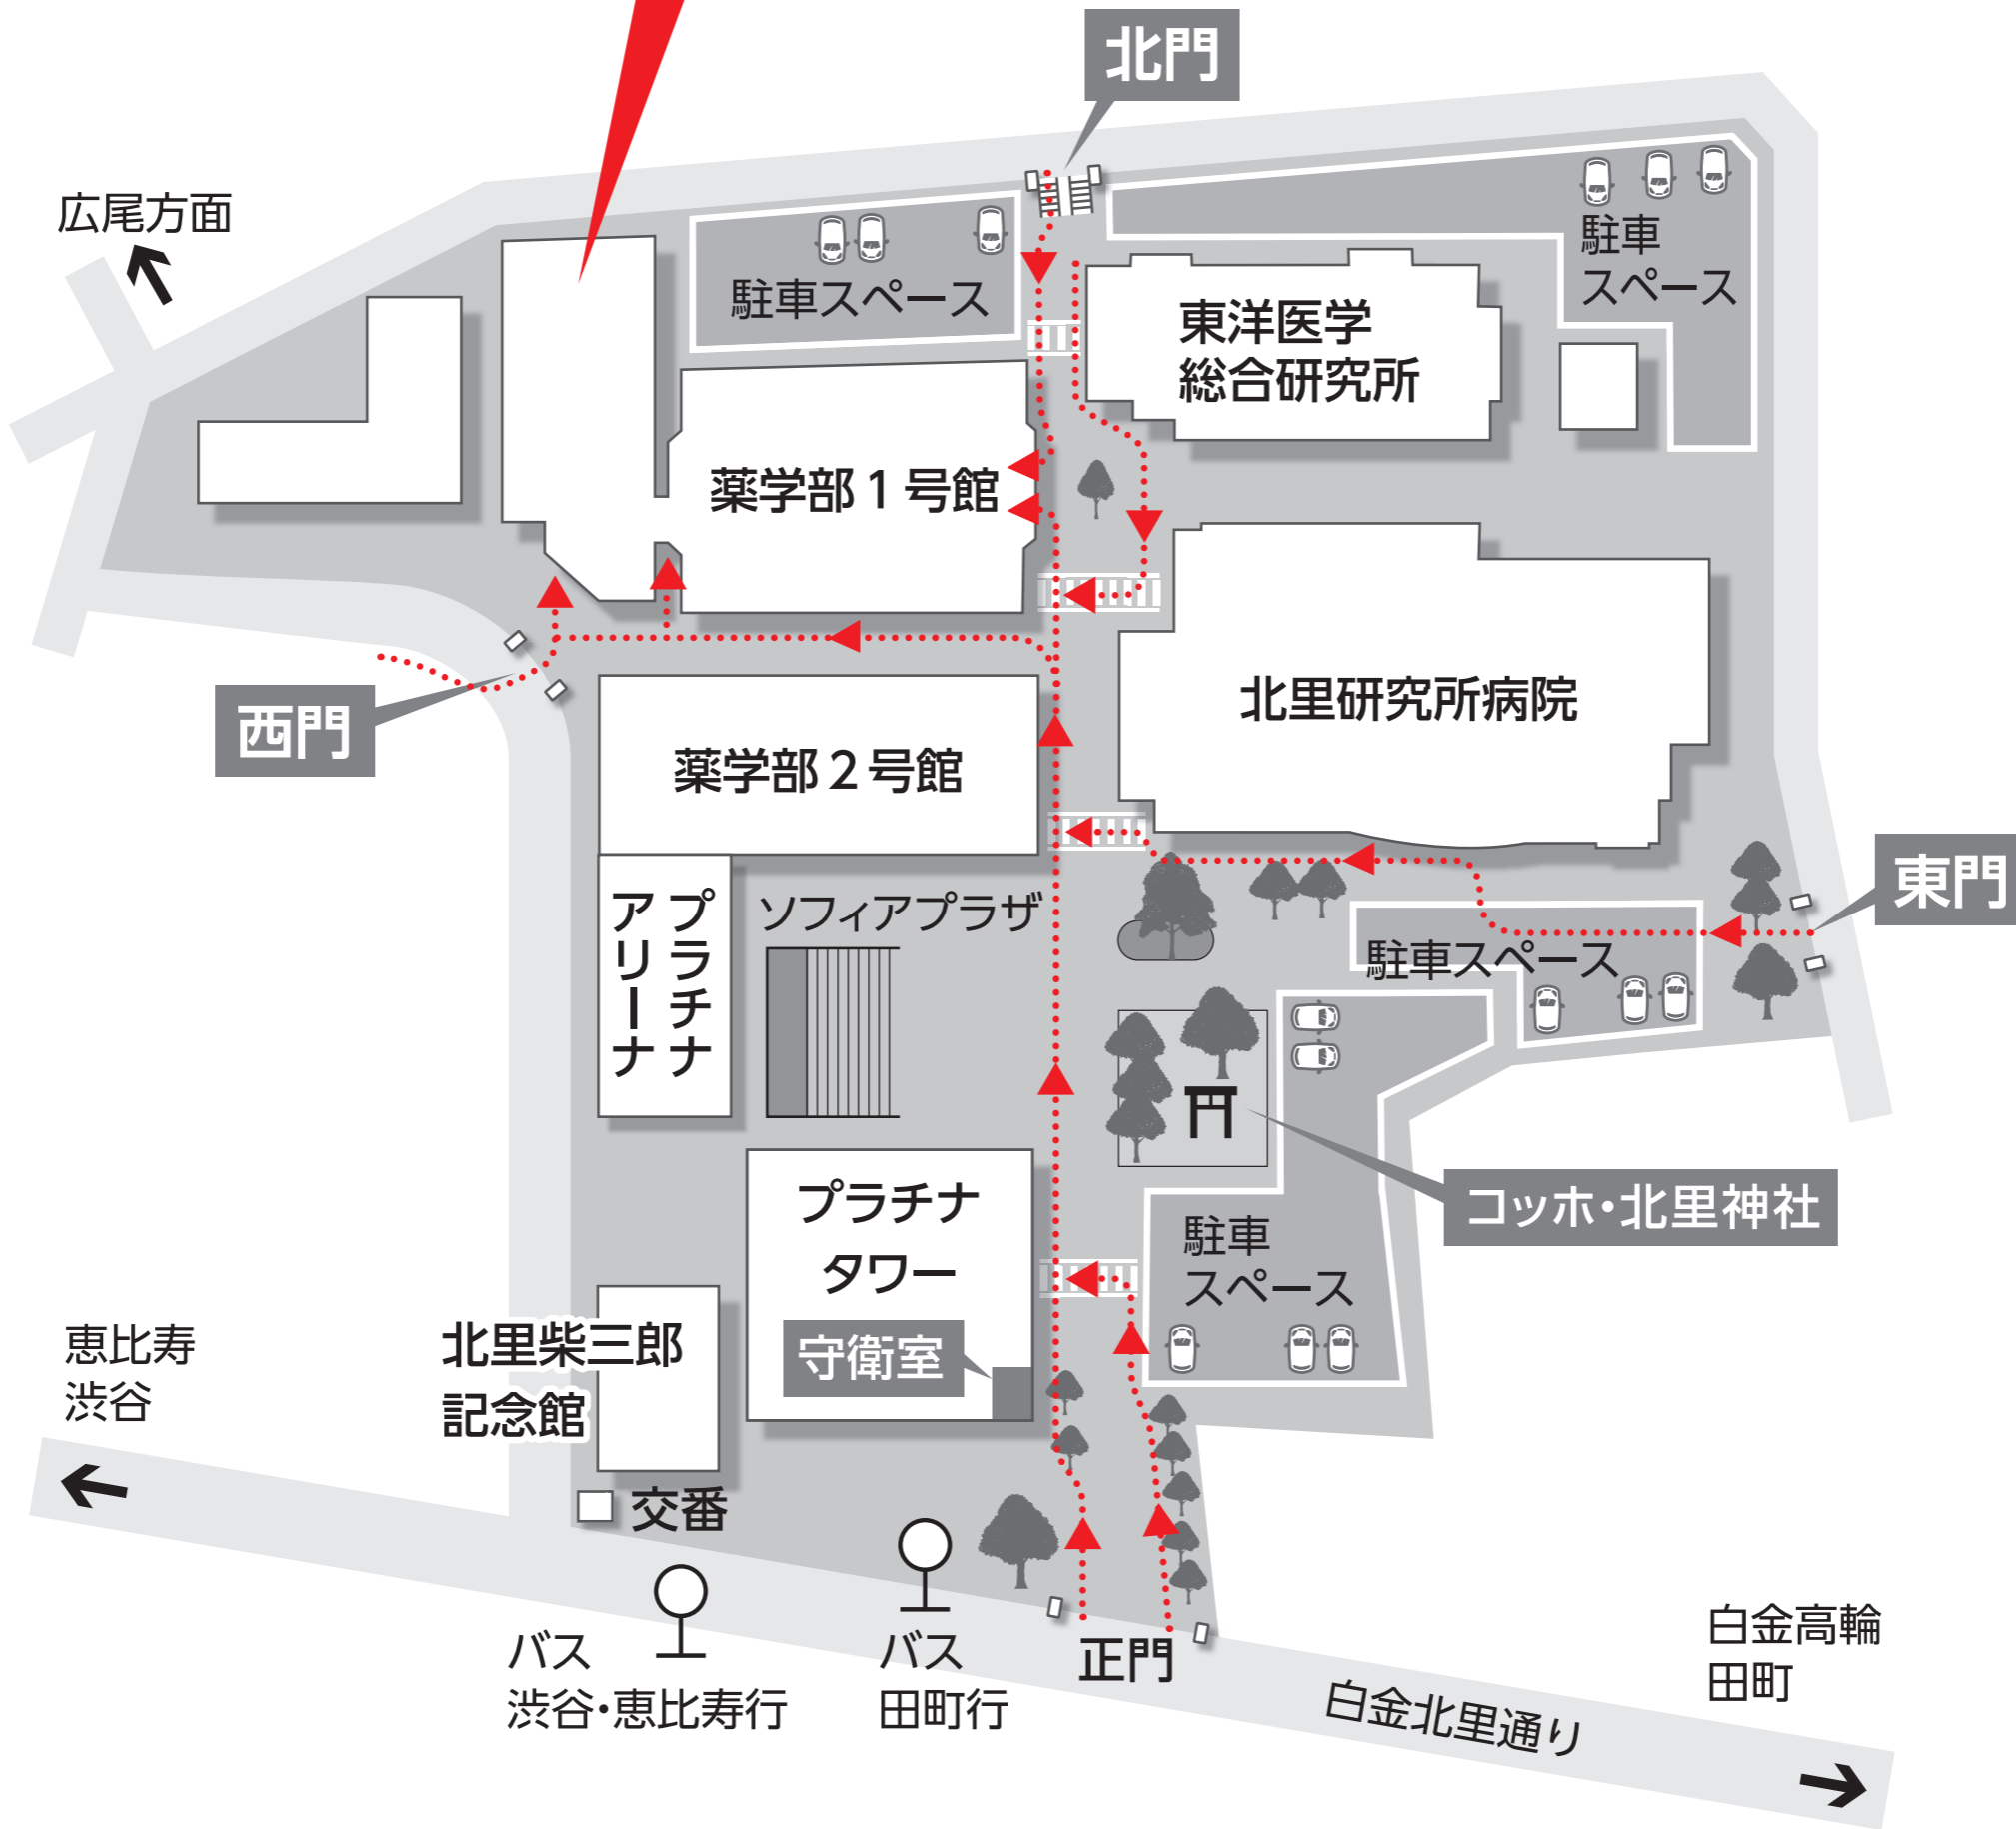 北門
広尾方面
駐車スペース
駐車
スペース
東洋医学
総合研究所
薬学部1号館
西門
北里研究所病院
薬学部2号館
東門
プラチナ
アリーナ
ソフィアプラザ
駐車スペース
コッホ・北里神社
プラチナ
タワー
守衛室
駐車
スペース
恵比寿
渋谷
北里柴三郎
記念館
交番
バス
渋谷・恵比寿行
バス
田町行
正門
白金北里通り
白金高輪
田町